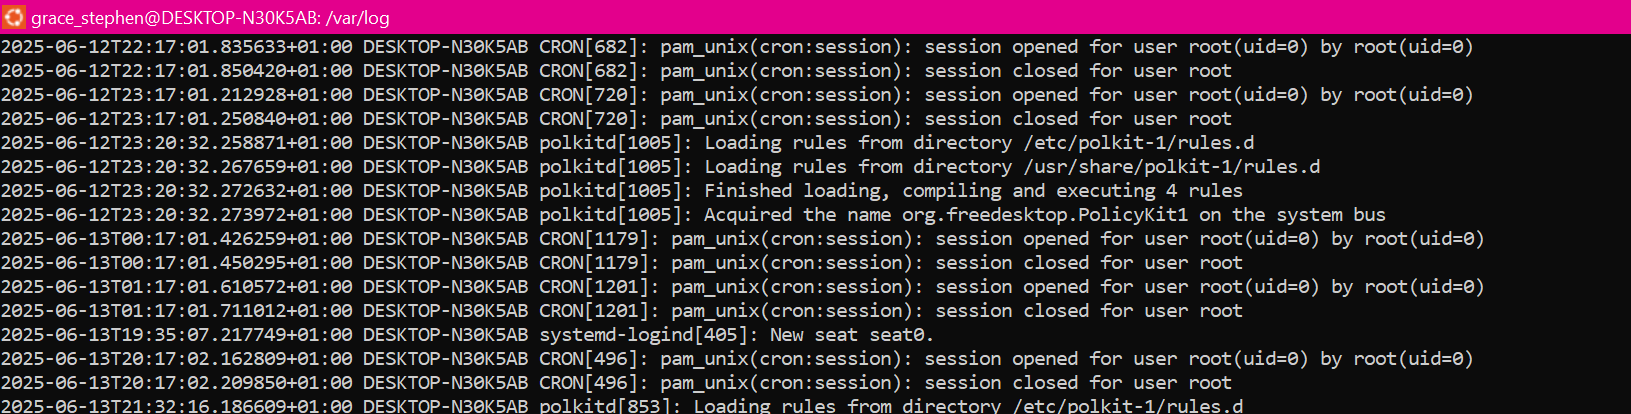 grace_stephen@DESKTOP-N30K5AB: /var/log
2025-06-12T22:17:01.835633+01:00 DESKTOP-N30K5AB CRON[682]: pam_unix(cron:session): session opened for user root(uid=0) by root(uid=0)
2025-06-12T22:17:01.850420+01:00 DESKTOP-N30K5AB CRON[682]: pam_unix(cron:session): session closed for user root
2025-06-12T23:17:01.212928+01:00 DESKTOP-N30K5AB CRON[720]: pam_unix(cron:session): session opened for user root(uid=0) by root(uid=0)
2025-06-12T23:17:01.250840+01:00 DESKTOP-N30K5AB CRON[720]: pam_unix(cron:session): session closed for user root
2025-06-12T23:20:32.258871+01:00 DESKTOP-N30K5AB polkitd[1005]: Loading rules from directory /etc/polkit-1/rules.d
2025-06-12T23:20:32.267659+01:00 DESKTOP-N30K5AB polkitd[1005]: Loading rules from directory /usr/share/polkit-1/rules.d
2025-06-12T23:20:32.272632+01:00 DESKTOP-N30K5AB polkitd[1005]: Finished loading, compiling and executing 4 rules
2025-06-12T23:20:32.273972+01:00 DESKTOP-N30K5AB polkitd[1005]: Acquired the name org.freedesktop.PolicyKit1 on the system bus
2025-06-13T00:17:01.426259+01:00 DESKTOP-N30K5AB CRON[1179]: pam_unix(cron:session): session opened for user root(uid=0) by root(uid=0)
2025-06-13T00:17:01.450295+01:00 DESKTOP-N30K5AB CRON[1179]: pam_unix(cron:session): session closed for user root
2025-06-13T01:17:01.610572+01:00 DESKTOP-N30K5AB CRON[1201]: pam_unix(cron:session): session opened for user root(uid=0) by root(uid=0)
2025-06-13T01:17:01.711012+01:00 DESKTOP-N30K5AB CRON[1201]: pam_unix(cron:session): session closed for user root
2025-06-13T19:35:07.217749+01:00 DESKTOP-N30K5AB systemd-logind[405]: New seat seat0.
2025-06-13T20:17:02.162809+01:00 DESKTOP-N30K5AB CRON[496]: pam_unix(cron:session): session opened for user root(uid=0) by root(uid=0)
2025-06-13T20:17:02.209850+01:00 DESKTOP-N30K5AB CRON[496]: pam_unix(cron:session): session closed for user root
2025-06-13T21:32:16.186609+01:00 DESKTOP-N30K5AB polkitd[853]: Loading rules from directory /etc/polkit-1/rules.d